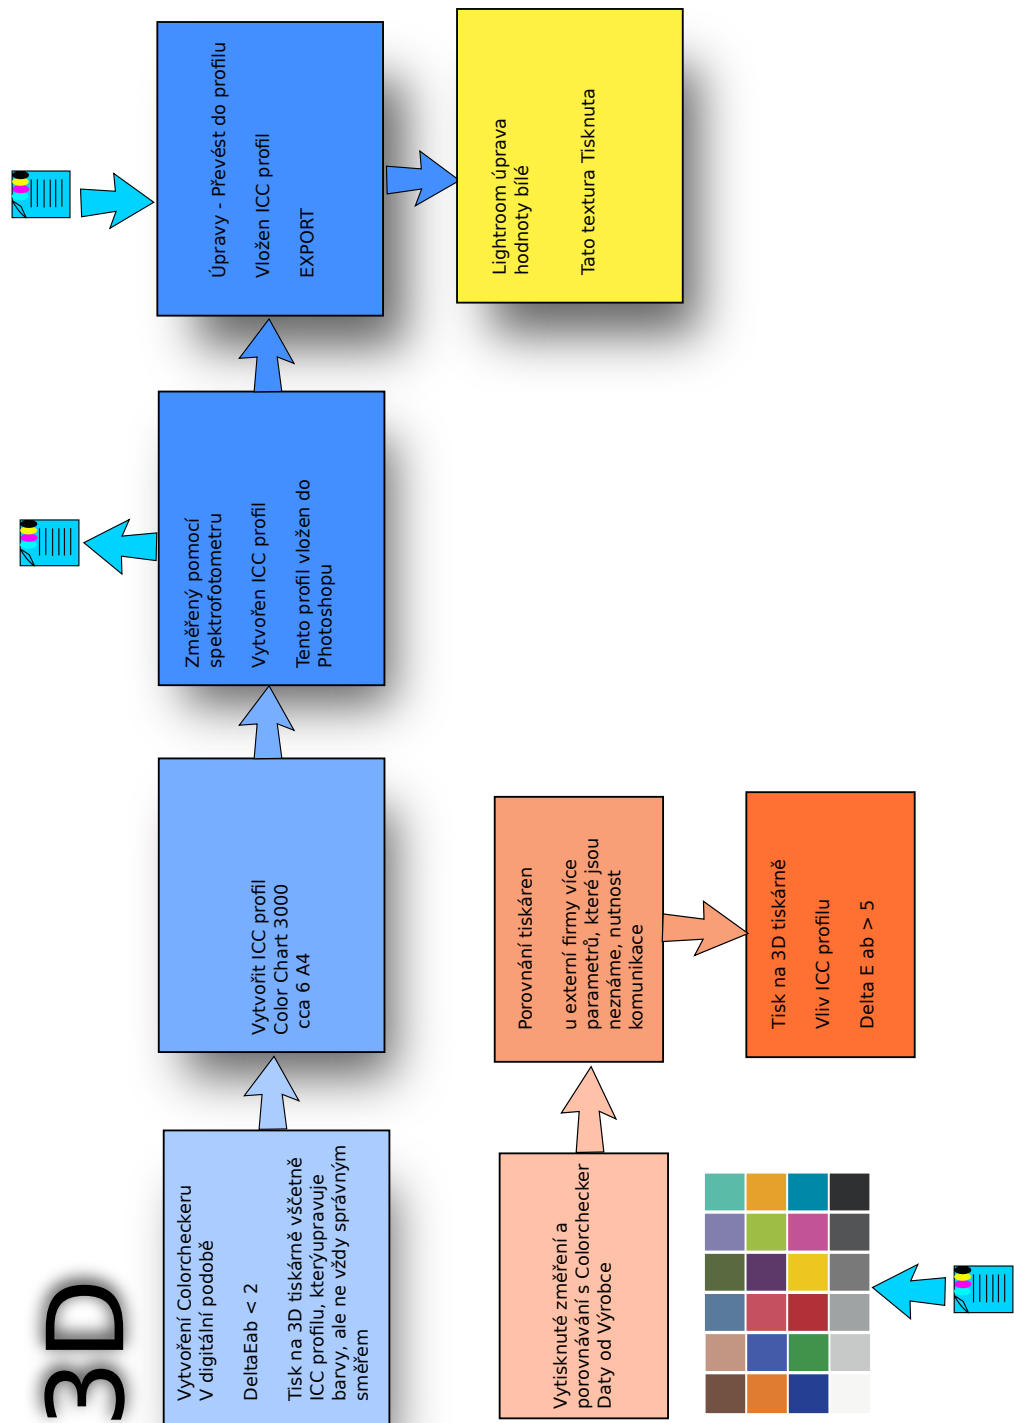 3D
Vytvoření Colorcheckeru
V digitální podobě
DeltaEab < 2
Tisk na 3D tiskárně vščetně
ICC profilu, kterýupravuje
barvy, ale ne vždy správným
směřem
Vytvořit ICC profil
Color Chart 3000
cca 6 A4
Změřený pomocí
spektrofotometru
Vytvořen ICC profil
Tento profil vložen do
Photoshopu
Úpravy - Převést do profilu
Vložen ICC profil
EXPORT
Lightroom úprava
hodnoty bílé
Tato textura Tisknuta
Vytisknuté změření a
porovnávání s Colorchecker
Daty od Výrobce
Porovnání tiskáren
u externí firmy více
parametrů, které jsou
neznáme, nutnost
komunikace
Tisk na 3D tiskárně
Vliv ICC profilu
Delta E ab > 5